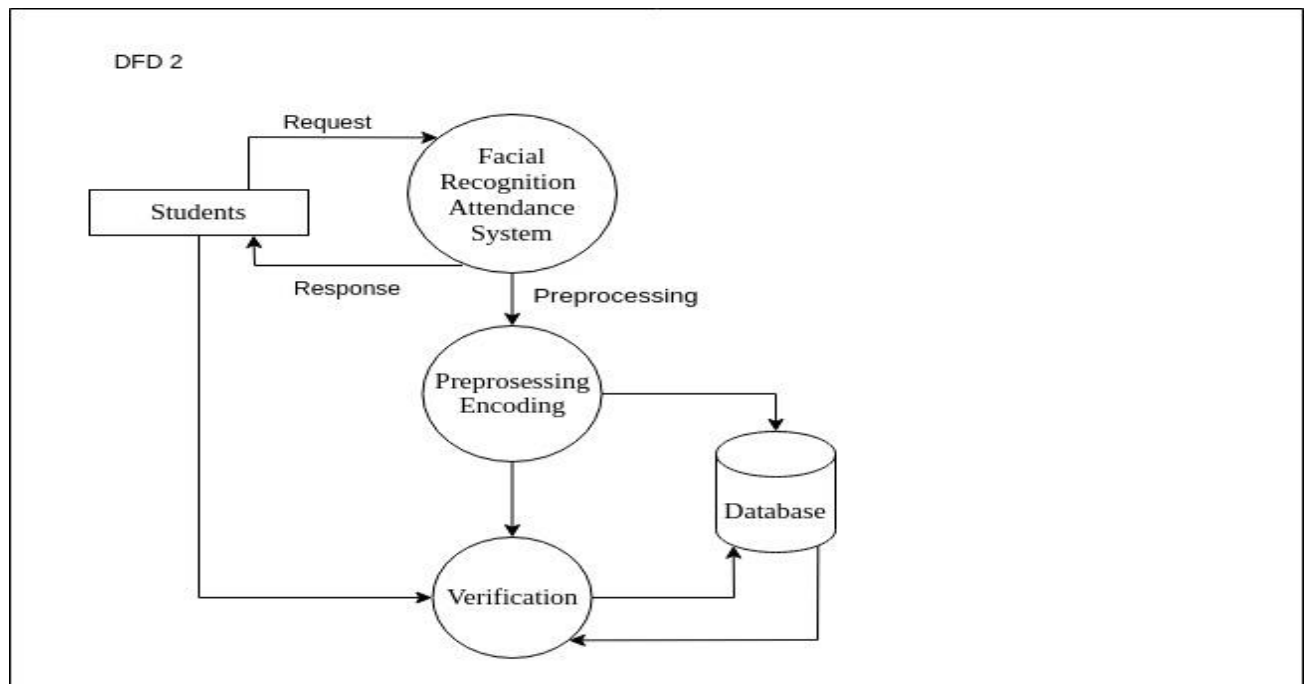 DFD 2
Request
Facial
Recognition
Attendance
System
Students
Response
Preprocessing
Preprosessing
Encoding
Database
Verification